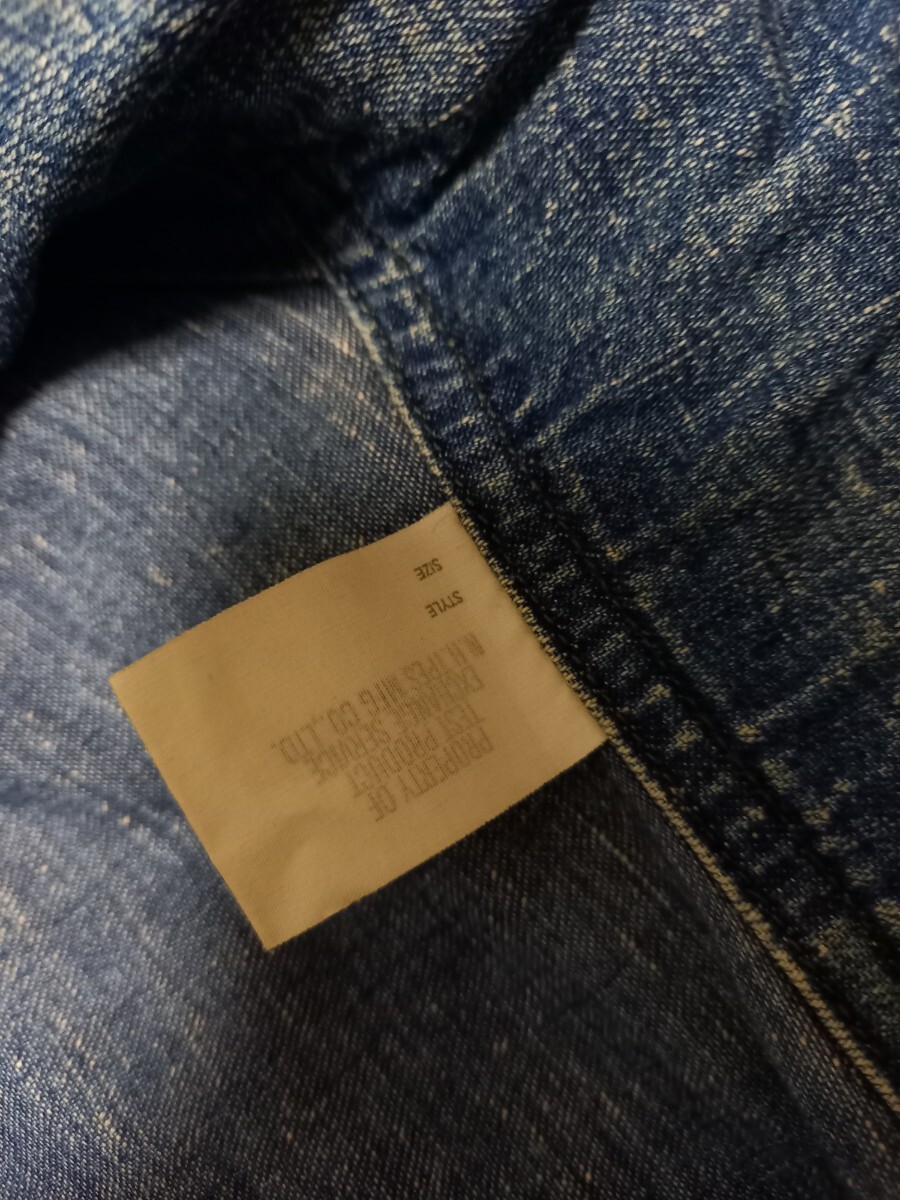 PROPERTY OF
TEST PRODUCT
EXCHANGE SERVICE
MFG CO.,LTD.
STYLE
SIZE